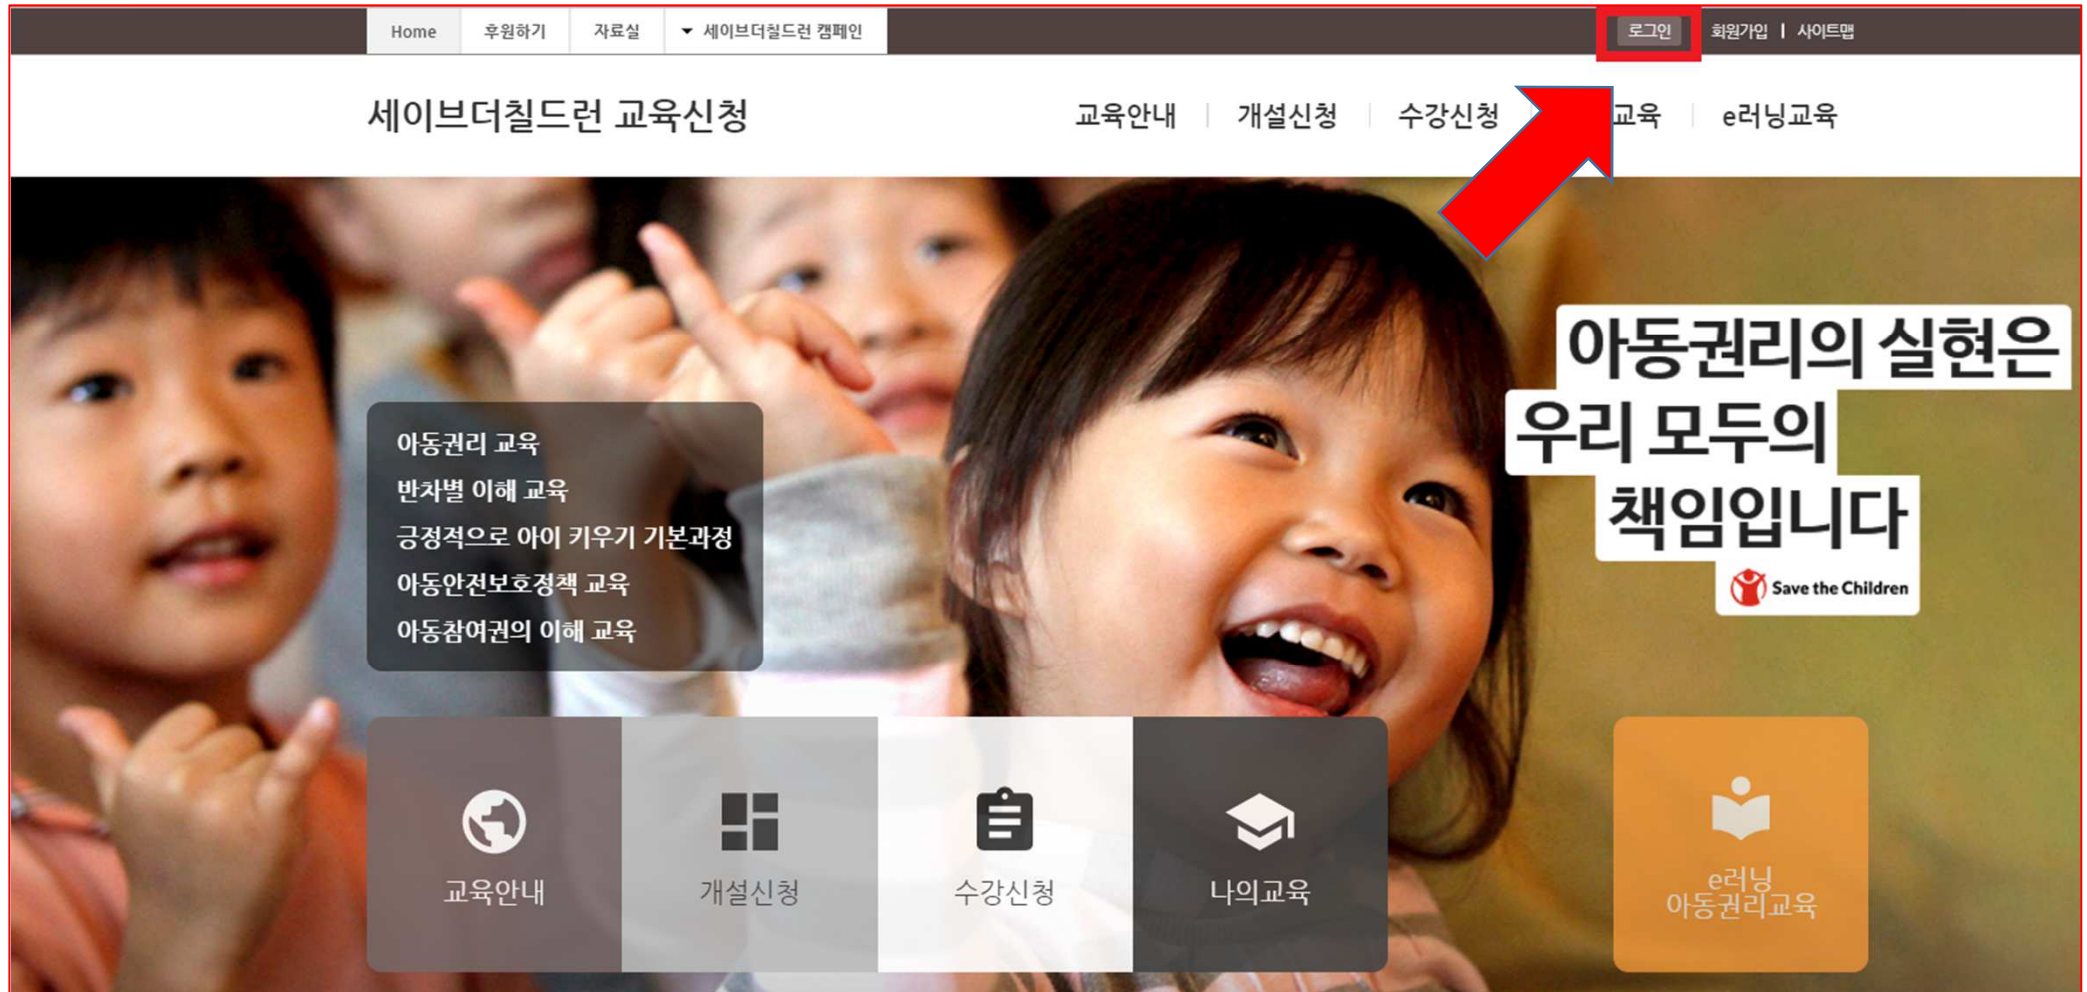 Home 후원하기 자료실 세이브더칠드런 캠페인 로그인 회원가입 | 사이트맵
세이브더칠드런 교육신청 교육안내 개설신청 수강신청 교육 e러닝교육
아동권리의 실현은
우리 모두의
책임입니다
Save the Children
아동권리 교육
반차별 이해 교육
긍정적으로 아이 키우기 기본과정
아동안전보호정책 교육
아동참여권의 이해 교육
교육안내 개설신청 수강신청 나의교육
e러닝
아동권리교육